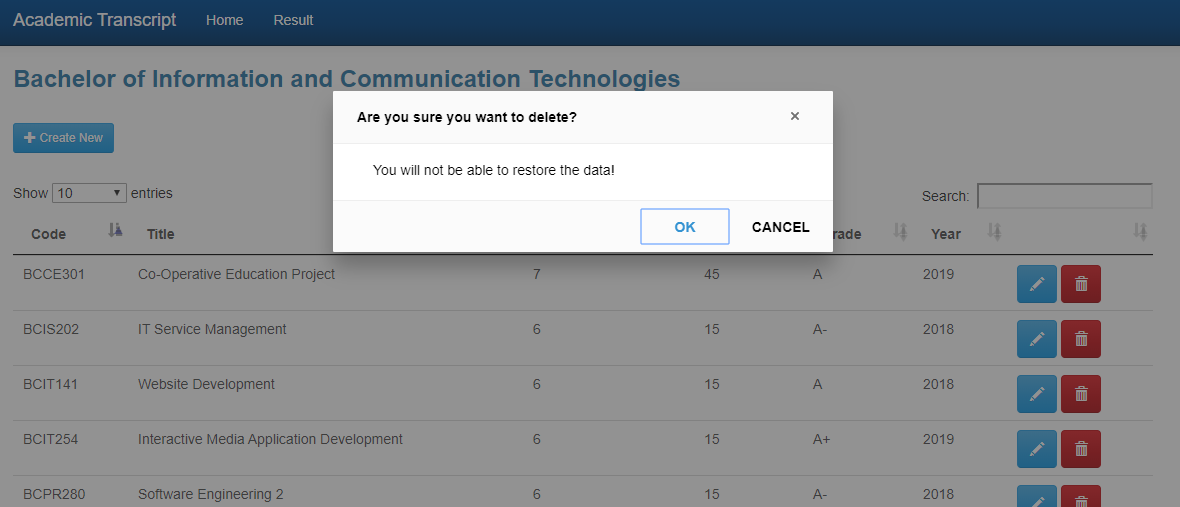 Academic Transcript Home Result
Bachelor of Information and Communication Technologies
Are you sure you want to delete? ×
Create New
You will not be able to restore the data!
Show 10 entries
Search:
OK CANCEL
Code Title rade Year
BCCE301 Co-Operative Education Project 7 45 A 2019
BCIS202 IT Service Management 6 15 A- 2018
BCIT141 Website Development 6 15 A 2018
BCIT254 Interactive Media Application Development 6 15 A+ 2019
BCPR280 Software Engineering 2 6 15 A- 2018